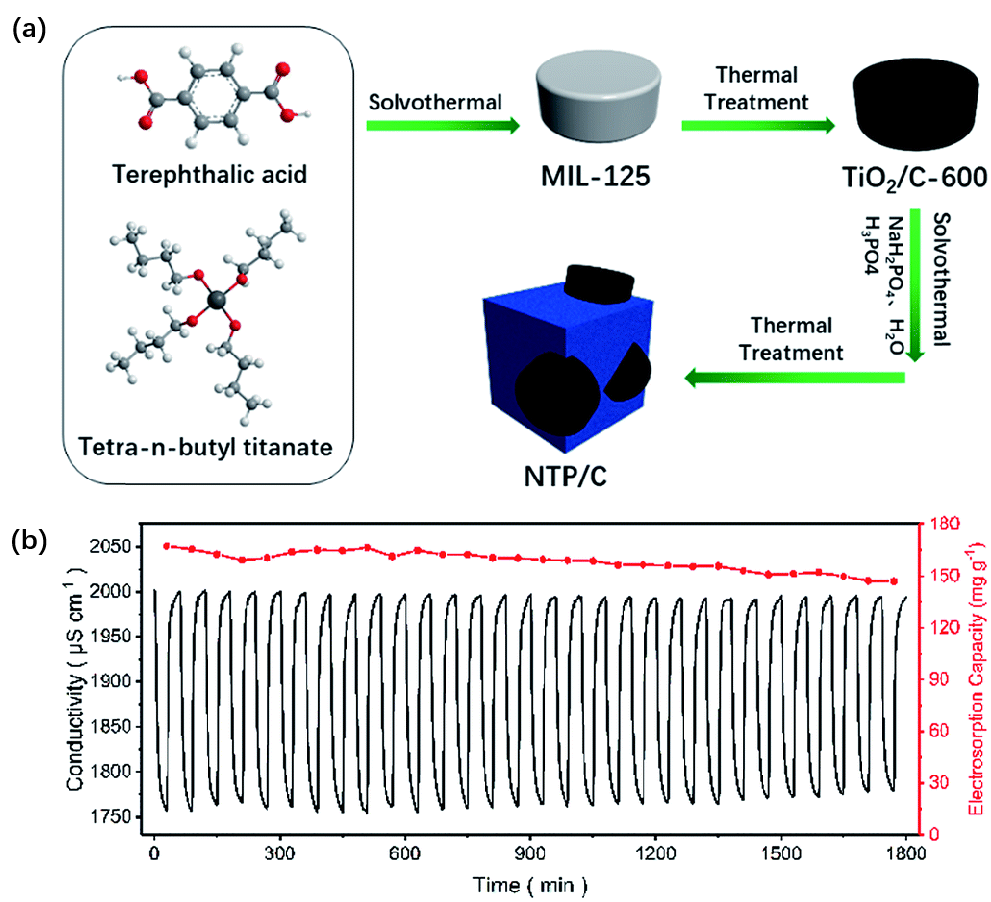 (a)
Terephthalic acid
Tetra-n-butyl titanate
Solvothermal
MIL-125
Thermal
Treatment
TiO₂/C-600
Solvothermal
NaH₂PO₄、H₂O
H₃PO4
Thermal
Treatment
NTP/C
(b)
Conductivity ( μS cm⁻¹ )
2050
2000
1950
1900
1850
1800
1750
0
300
600
900
1200
1500
1800
Time ( min )
180
150
120
90
60
30
0
Electrosorption Capacity (mg g⁻¹)